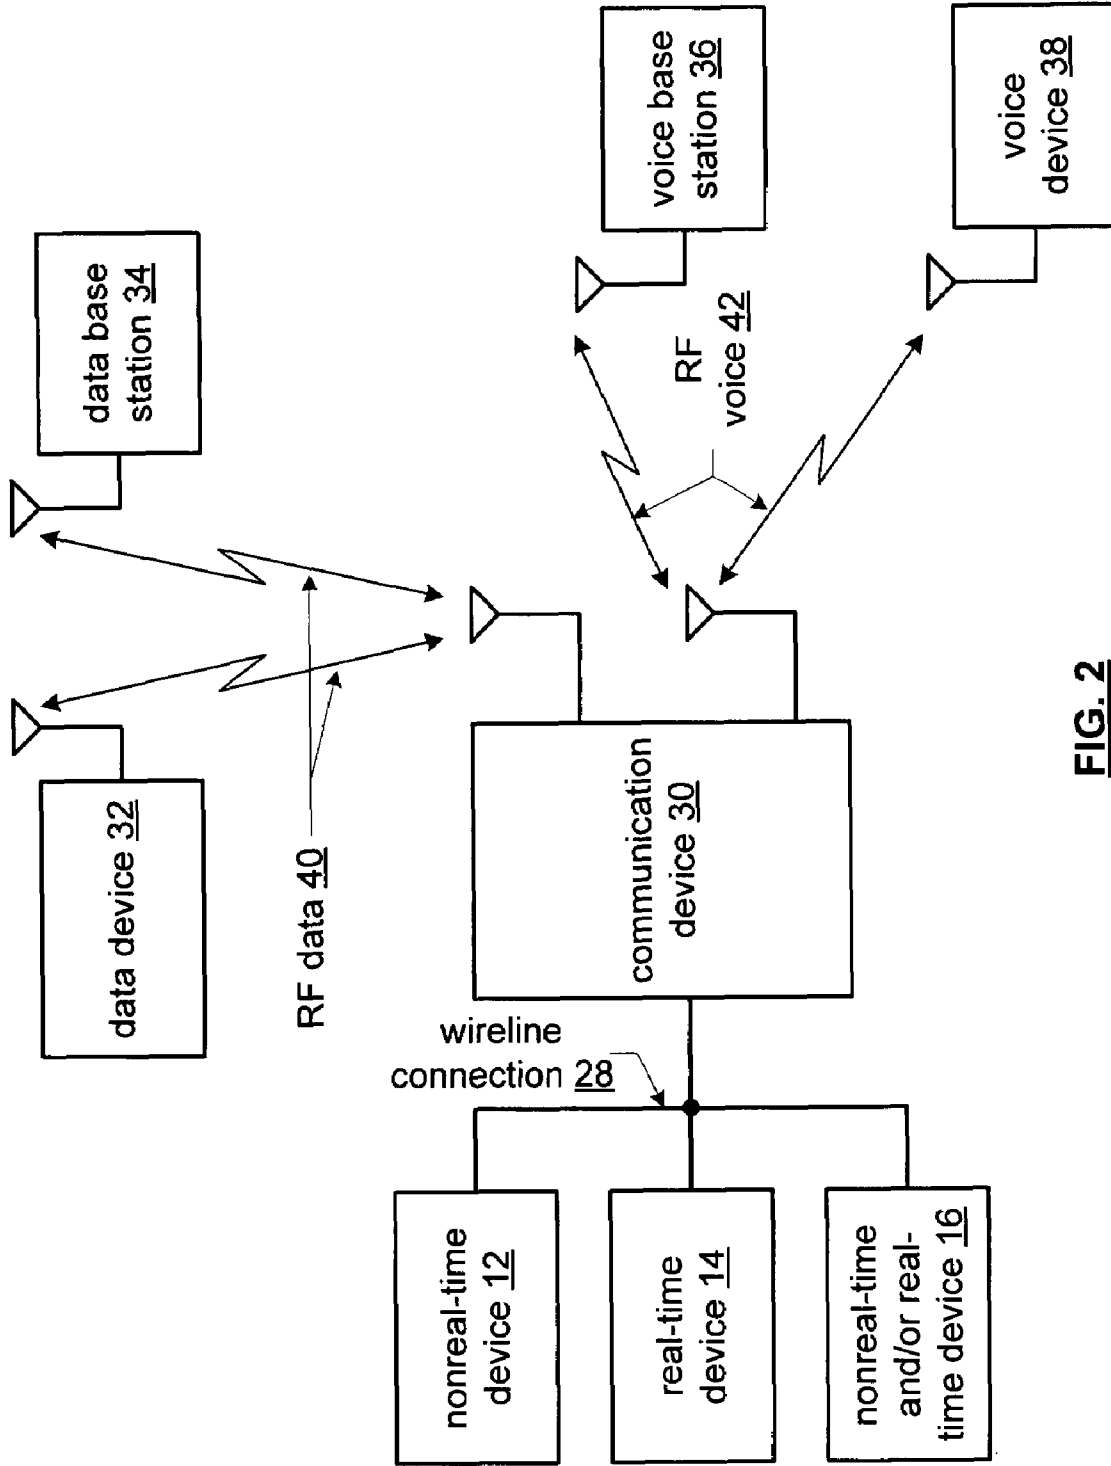 data device 32
data base
station 34
RF data 40
wireline
connection 28
nonreal-time
device 12
real-time
device 14
nonreal-time
and/or real-
time device 16
communication
device 30
RF
voice 42
voice base
station 36
voice
device 38
FIG. 2